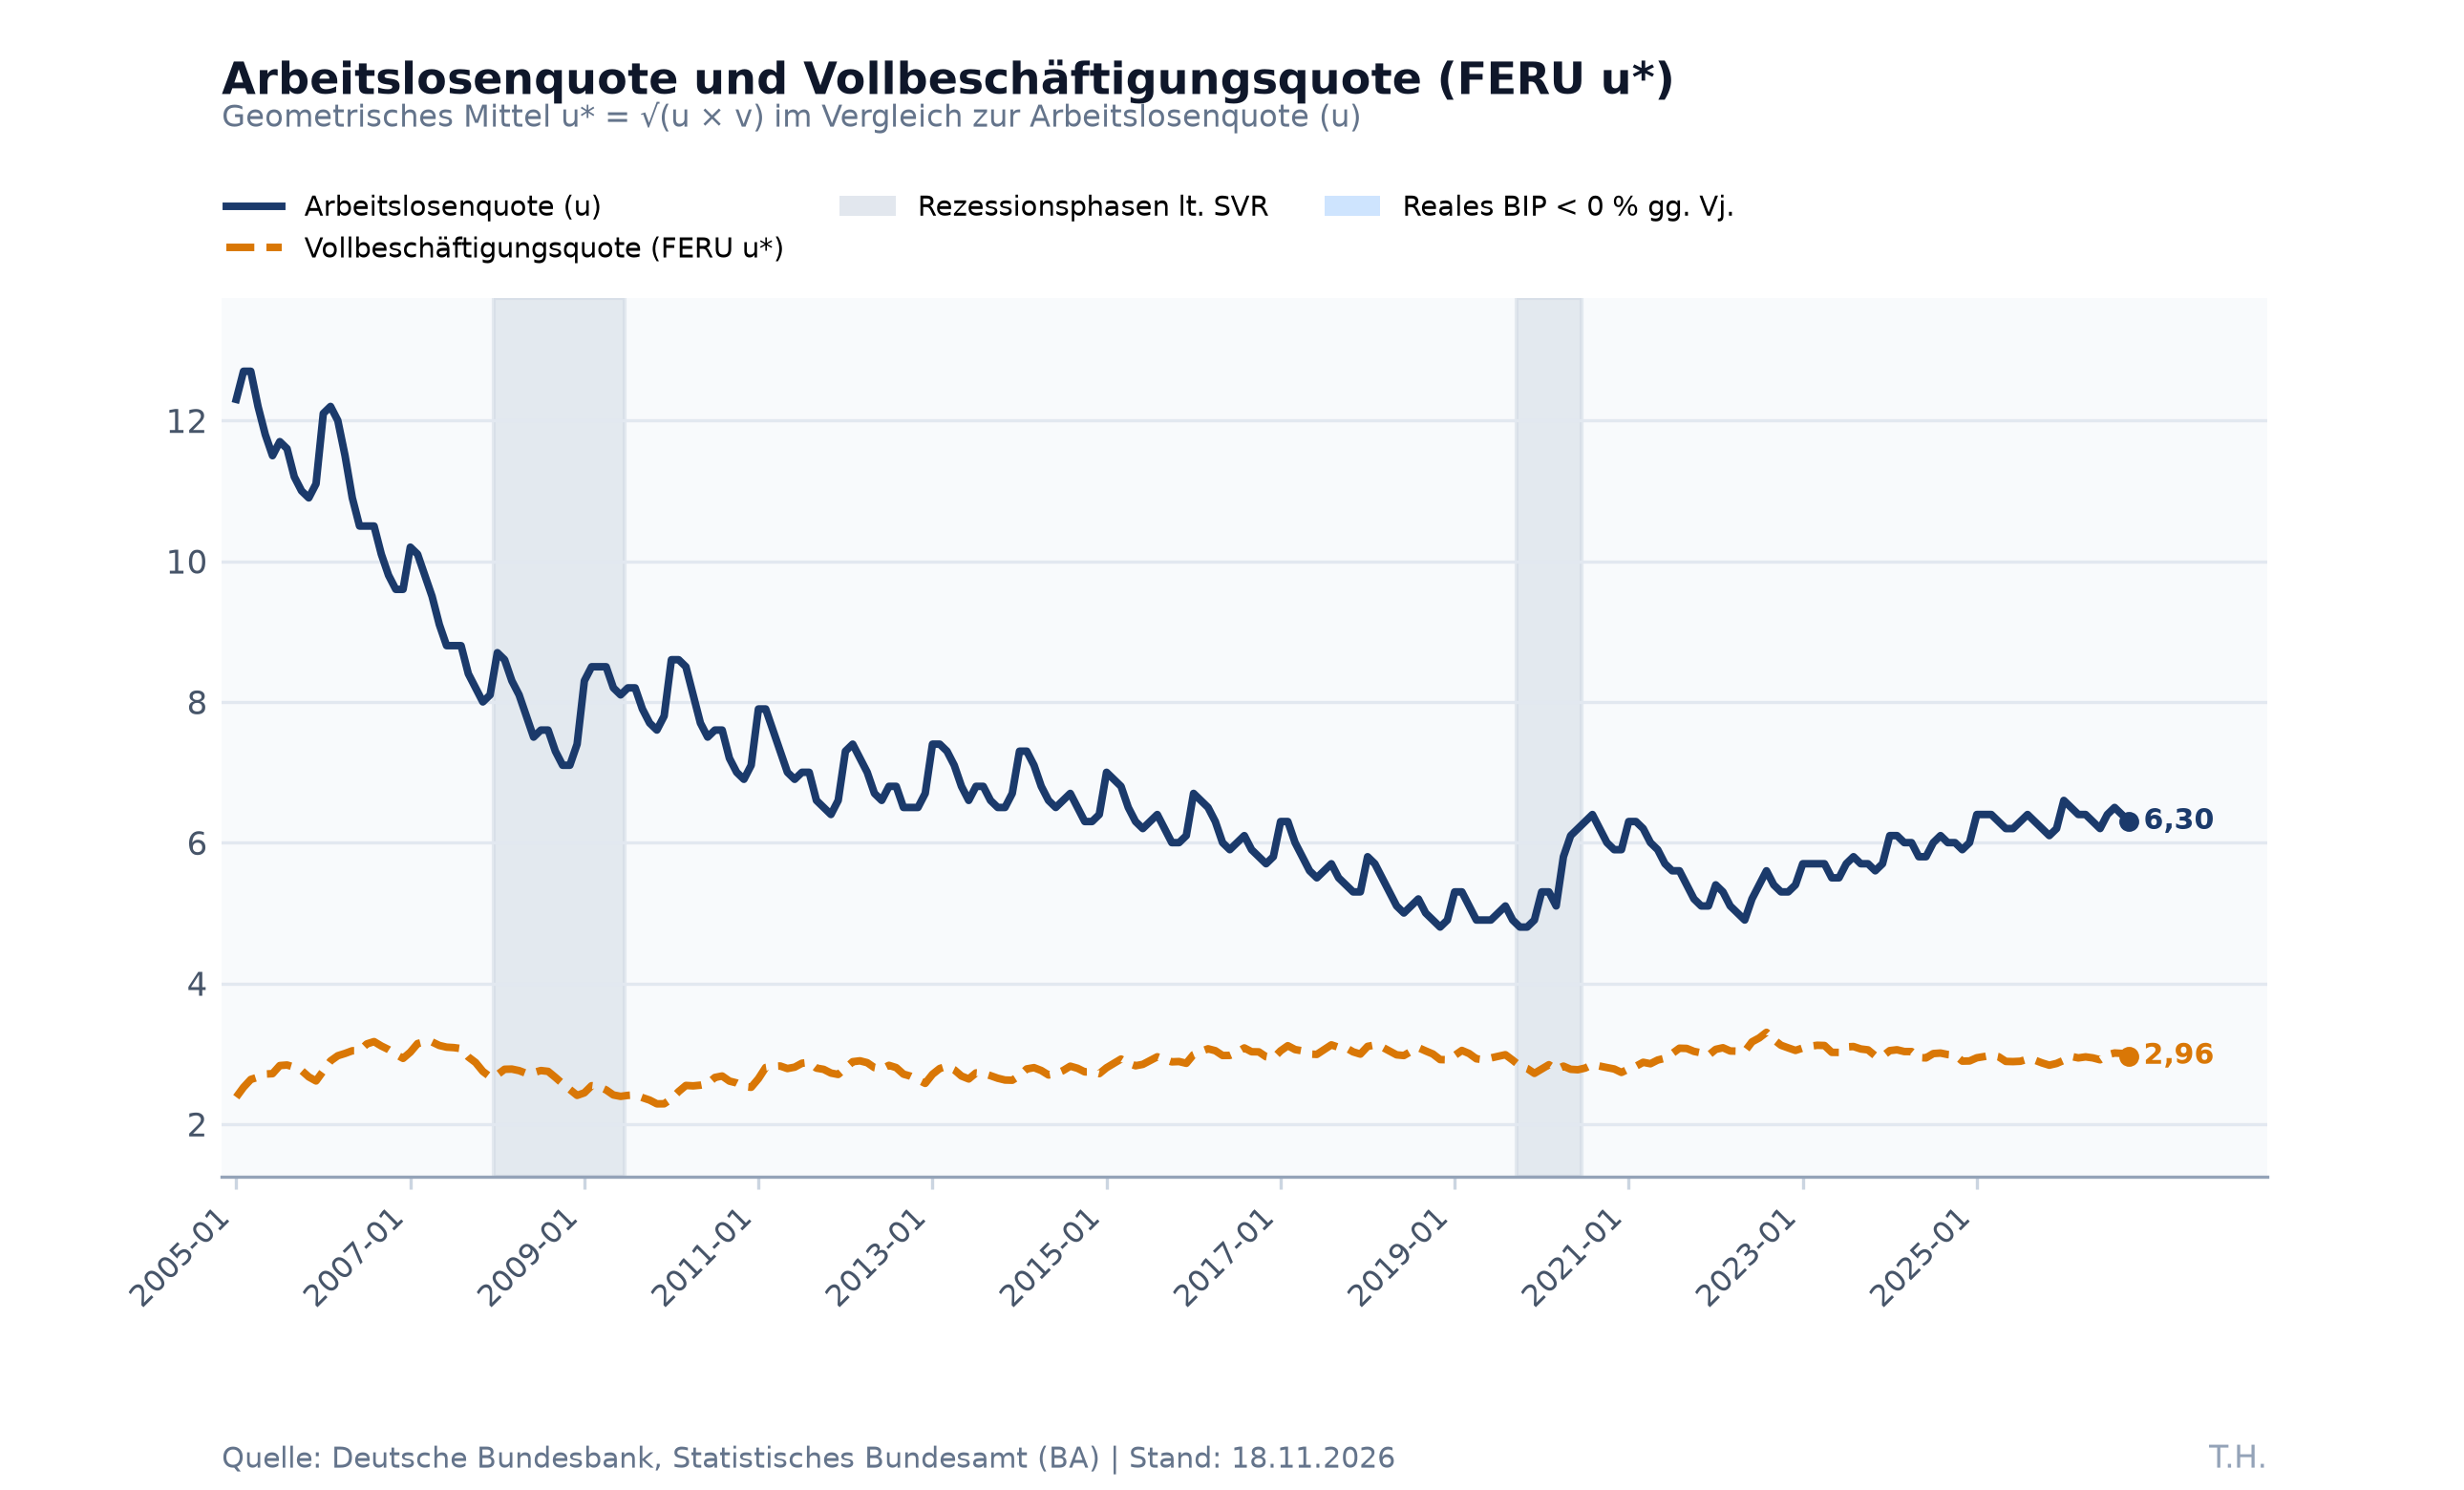 Arbeitslosenquote und Vollbeschäftigungsquote (FERU u*)
Geometrisches Mittel u* = √(u × v) im Vergleich zur Arbeitslosenquote (u)
Arbeitslosenquote (u)
Vollbeschäftigungsquote (FERU u*)
Rezessionsphasen lt. SVR
Reales BIP < 0 % gg. Vj.
12
10
8
6
4
2
6,30
2,96
2005-01
2007-01
2009-01
2011-01
2013-01
2015-01
2017-01
2019-01
2021-01
2023-01
2025-01
Quelle: Deutsche Bundesbank, Statistisches Bundesamt (BA) | Stand: 18.11.2026
T.H.